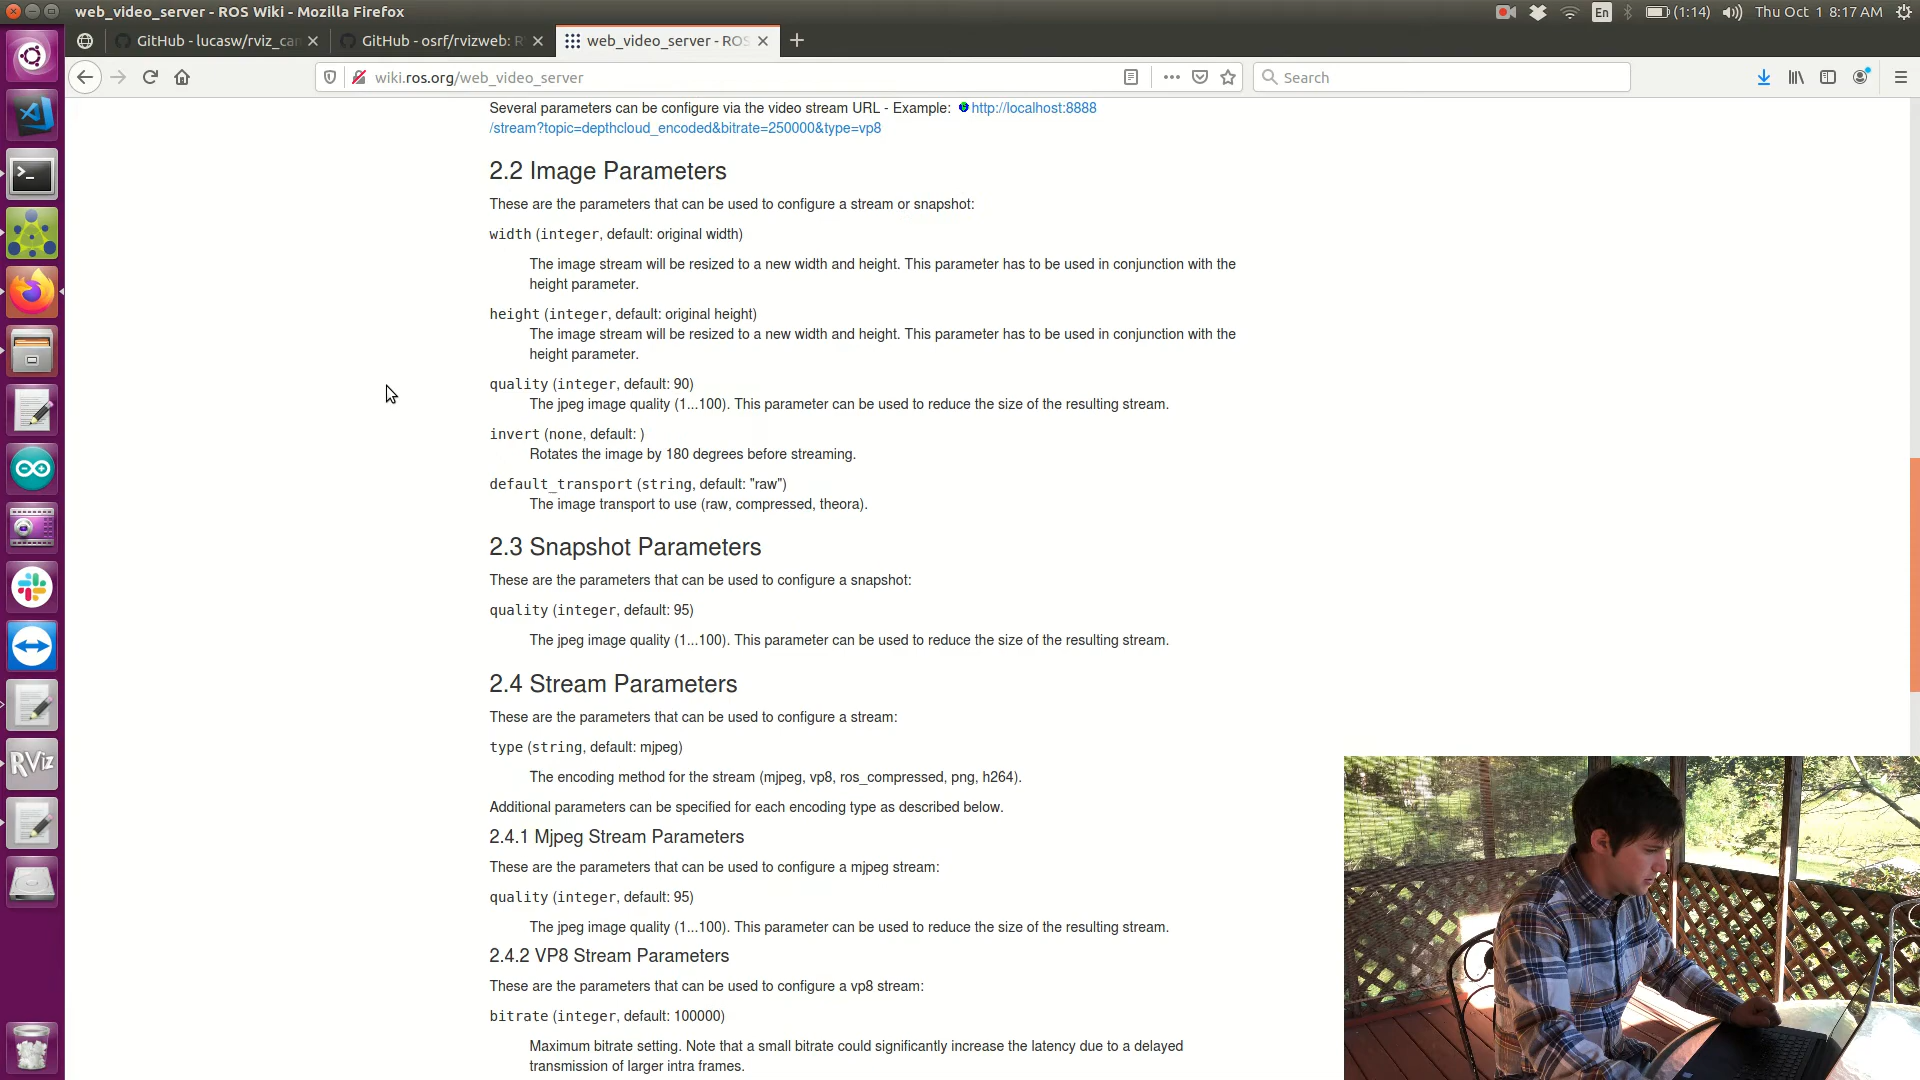 web_video_server - ROS Wiki - Mozilla Firefox
En
(1:14)
Thu Oct 1 8:17 AM
GitHub - lucasw/rviz_can
GitHub - osrf/rvizweb: R
web_video_server - ROS
wiki.ros.org/web_video_server
Search
Several parameters can be configure via the video stream URL - Example: http://localhost:8888
/stream?topic=depthcloud_encoded&bitrate=250000&type=vp8
2.2 Image Parameters
These are the parameters that can be used to configure a stream or snapshot:
width (integer, default: original width)
The image stream will be resized to a new width and height. This parameter has to be used in conjunction with the
height parameter.
height (integer, default: original height)
The image stream will be resized to a new width and height. This parameter has to be used in conjunction with the
height parameter.
quality (integer, default: 90)
The jpeg image quality (1...100). This parameter can be used to reduce the size of the resulting stream.
invert (none, default: )
Rotates the image by 180 degrees before streaming.
default_transport (string, default: "raw")
The image transport to use (raw, compressed, theora).
2.3 Snapshot Parameters
These are the parameters that can be used to configure a snapshot:
quality (integer, default: 95)
The jpeg image quality (1...100). This parameter can be used to reduce the size of the resulting stream.
2.4 Stream Parameters
These are the parameters that can be used to configure a stream:
type (string, default: mjpeg)
The encoding method for the stream (mjpeg, vp8, ros_compressed, png, h264).
Additional parameters can be specified for each encoding type as described below.
2.4.1 Mjpeg Stream Parameters
These are the parameters that can be used to configure a mjpeg stream:
quality (integer, default: 95)
The jpeg image quality (1...100). This parameter can be used to reduce the size of the resulting stream.
2.4.2 VP8 Stream Parameters
These are the parameters that can be used to configure a vp8 stream:
bitrate (integer, default: 100000)
Maximum bitrate setting. Note that a small bitrate could significantly increase the latency due to a delayed
transmission of larger intra frames.
RViz